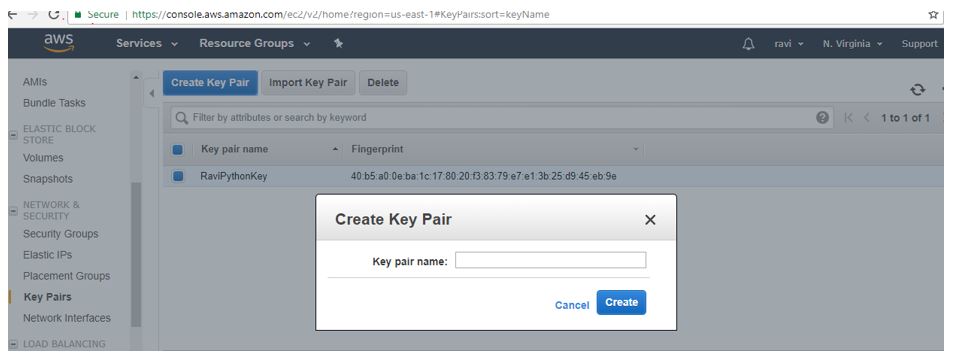 Secure | https://console.aws.amazon.com/ec2/v2/home?region=us-east-1#KeyPairs:sort=keyName
aws Services Resource Groups ravi N. Virginia Support
AMIs
Bundle Tasks
ELASTIC BLOCK
STORE
Volumes
Snapshots
NETWORK &
SECURITY
Security Groups
Elastic IPs
Placement Groups
Key Pairs
Network Interfaces
LOAD BALANCING
Create Key Pair Import Key Pair Delete
Filter by attributes or search by keyword 1 to 1 of 1
Key pair name Fingerprint
RaviPythonKey 40:b5:a0:0e:ba:1c:17:80:20:f3:83:79:e7:e1:3b:25:d9:45:eb:9e
Create Key Pair
Key pair name:
Cancel Create